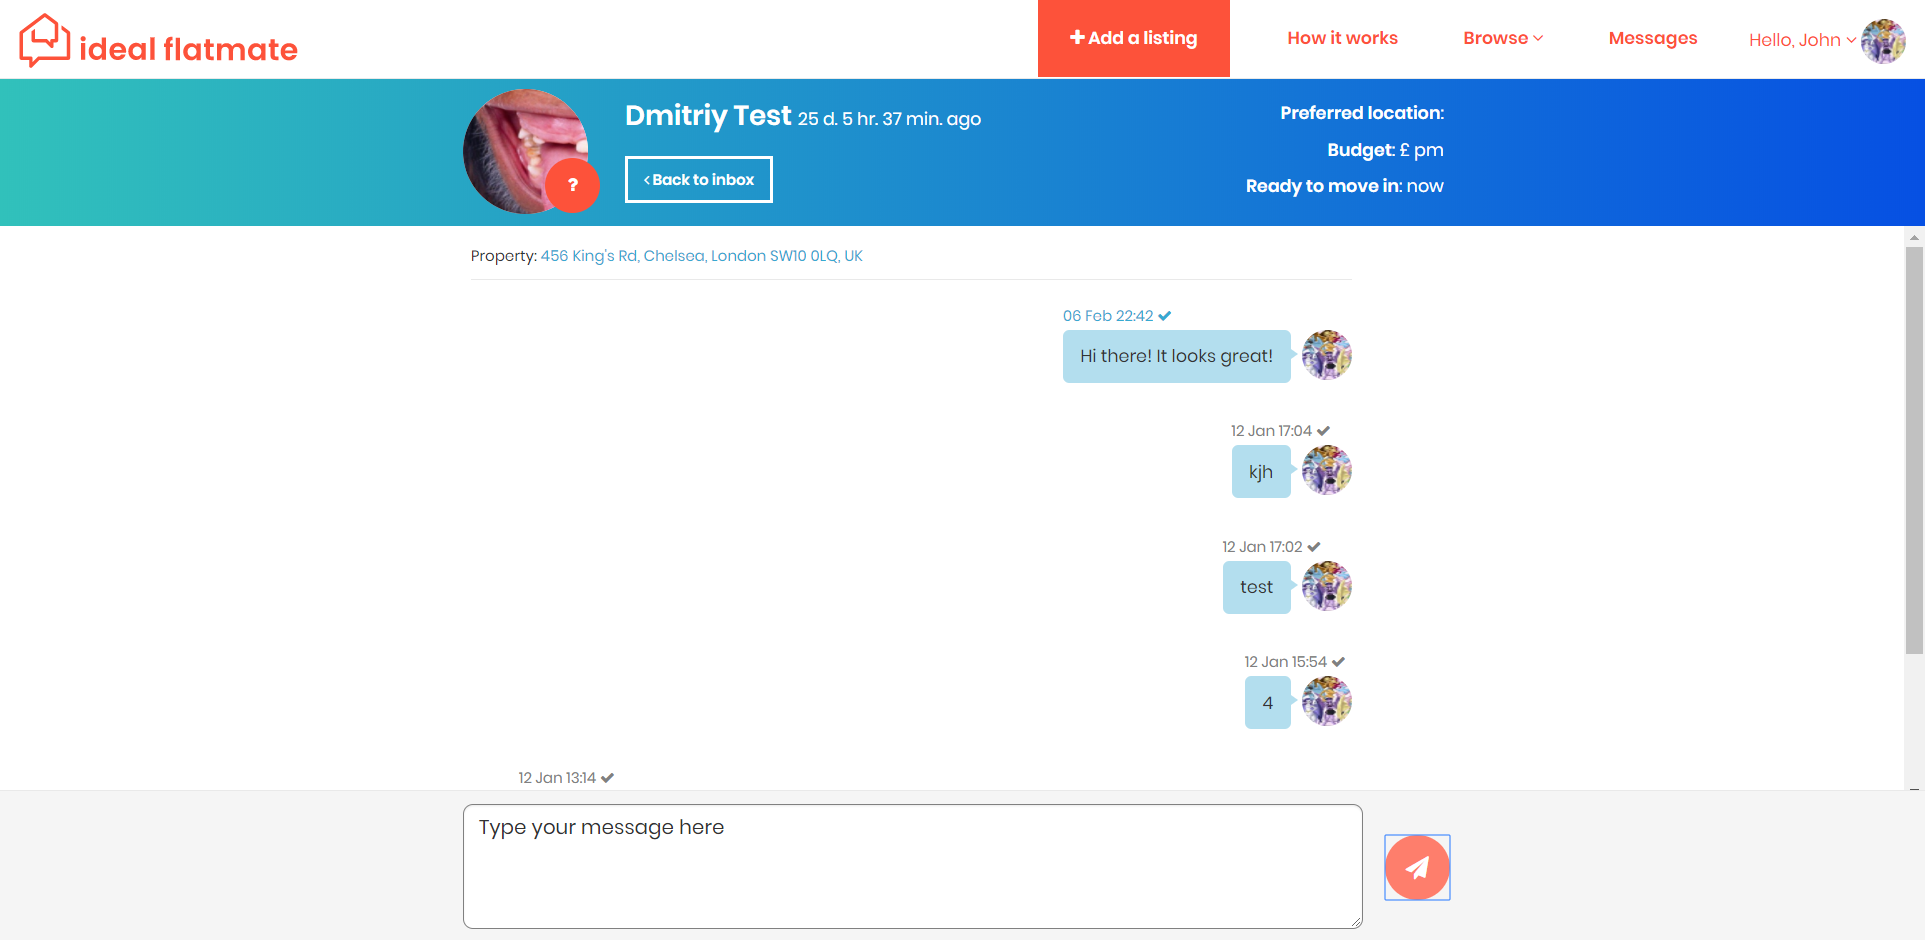 ideal flatmate
Add a listing
How it works
Browse
Messages
Hello, John
Dmitriy Test 25 d. 5 hr. 37 min. ago
?
Back to inbox
Preferred location:
Budget: £ pm
Ready to move in: now
Property: 456 King's Rd, Chelsea, London SW10 0LQ, UK
06 Feb 22:42
Hi there! It looks great!
12 Jan 17:04
kjh
12 Jan 17:02
test
12 Jan 15:54
4
12 Jan 13:14
Type your message here